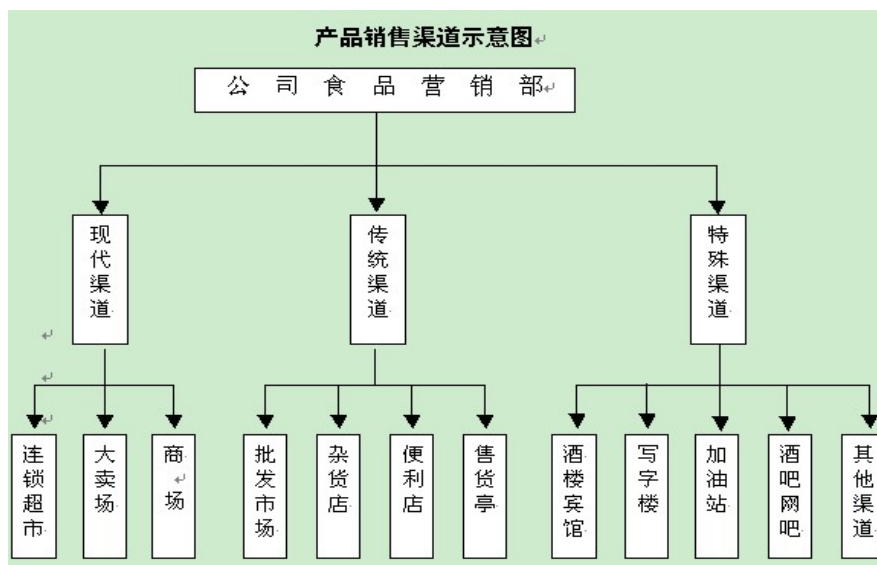 产品销售渠道示意图
公司食品营销部
现代渠道
传统渠道
特殊渠道
连锁超市
大卖场
商场
批发市场
杂货店
便利店
售货亭
酒楼宾馆
写字楼
加油站
酒吧网吧
其他渠道